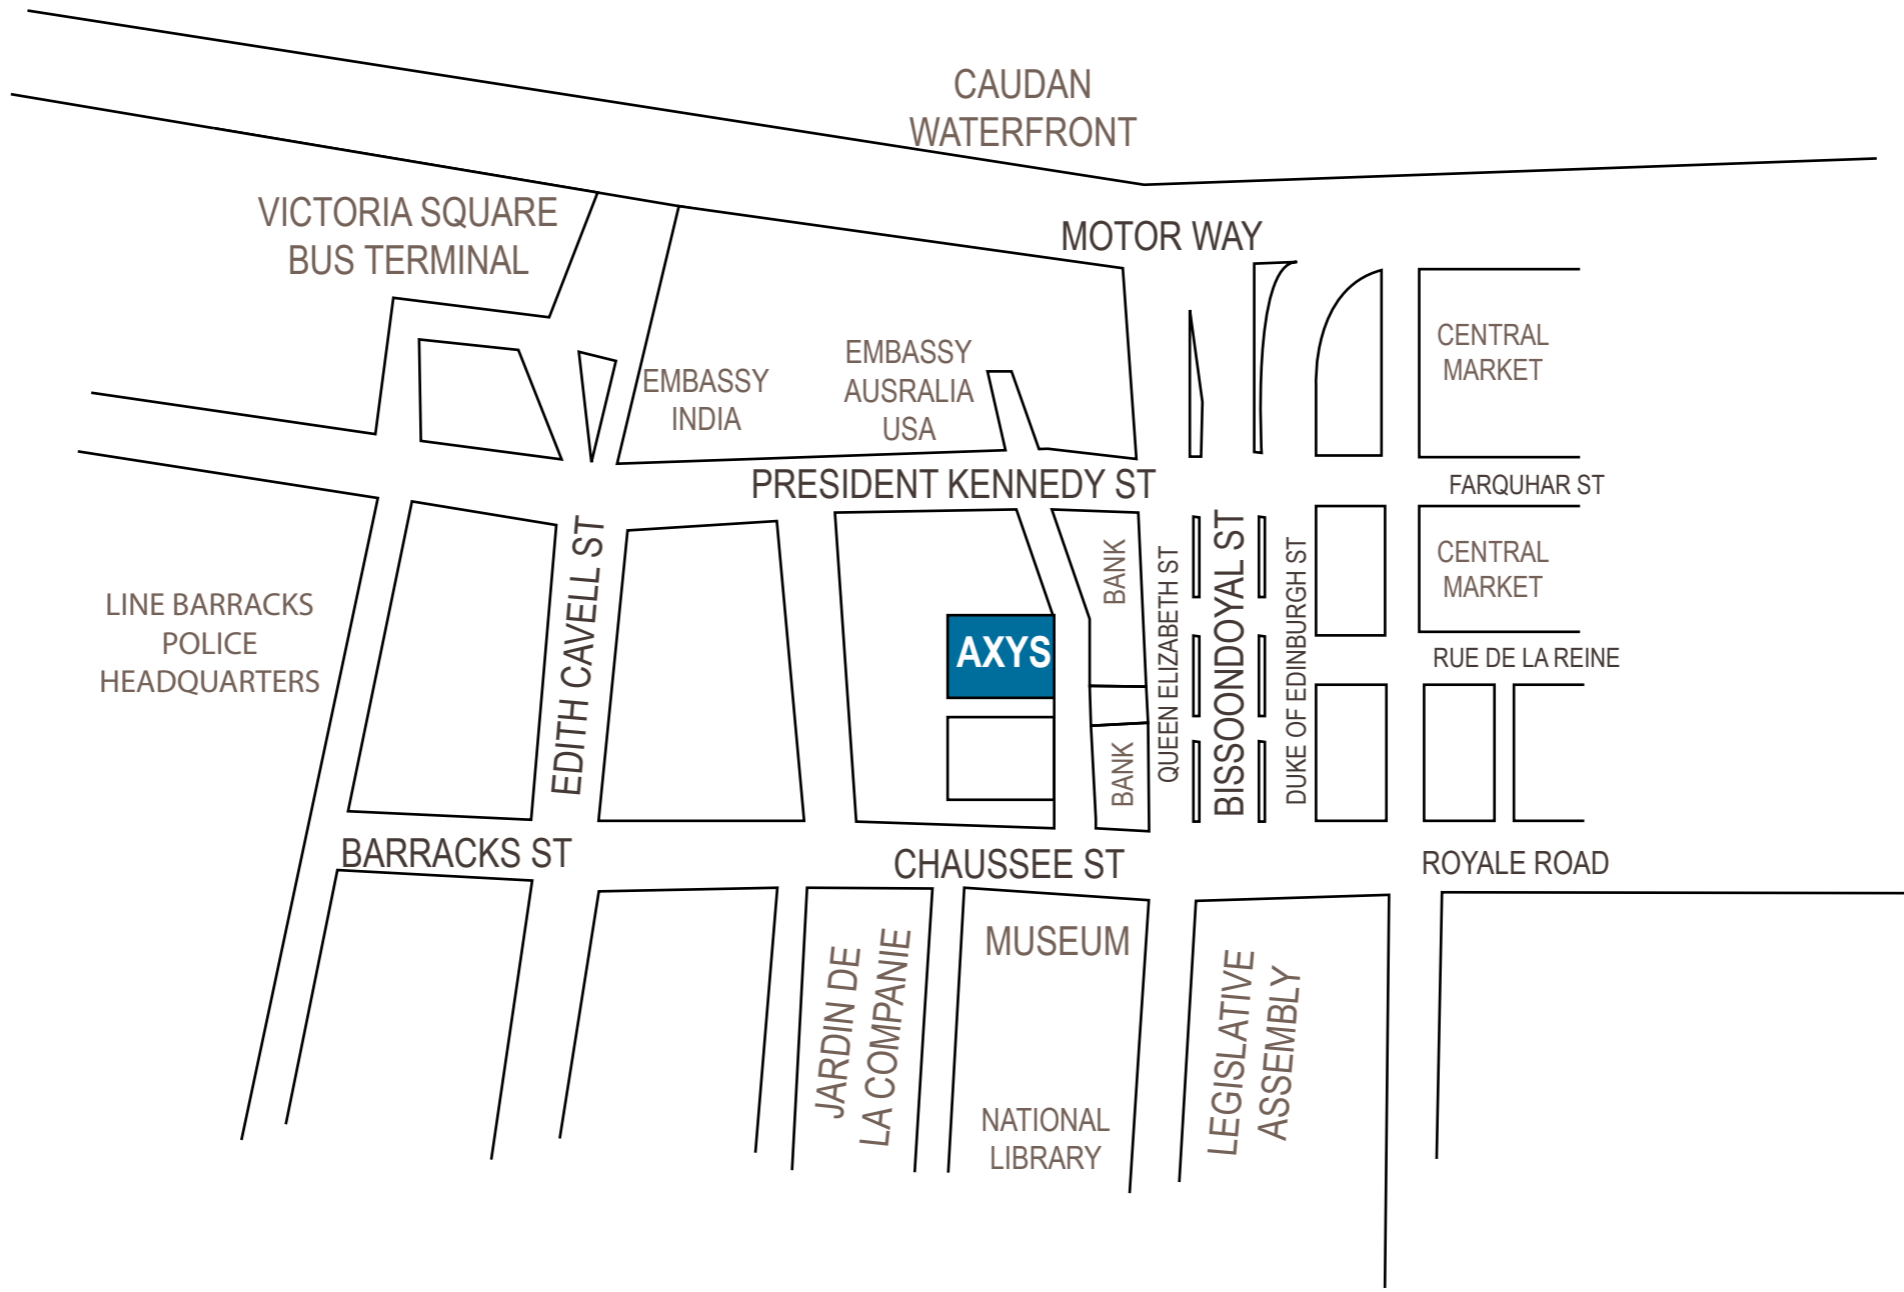 CAUDAN
WATERFRONT
VICTORIA SQUARE
BUS TERMINAL
MOTOR WAY
EMBASSY
INDIA
EMBASSY
AUSRALIA
USA
CENTRAL
MARKET
PRESIDENT KENNEDY ST
FARQUHAR ST
LINE BARRACKS
POLICE
HEADQUARTERS
EDITH CAVELL ST
AXYS
BANK
BANK
QUEEN ELIZABETH ST
BISSOONDOYAL ST
DUKE OF EDINBURGH ST
CENTRAL
MARKET
RUE DE LA REINE
BARRACKS ST
CHAUSSEE ST
ROYALE ROAD
JARDIN DE
LA COMPANIE
MUSEUM
NATIONAL
LIBRARY
LEGISLATIVE
ASSEMBLY